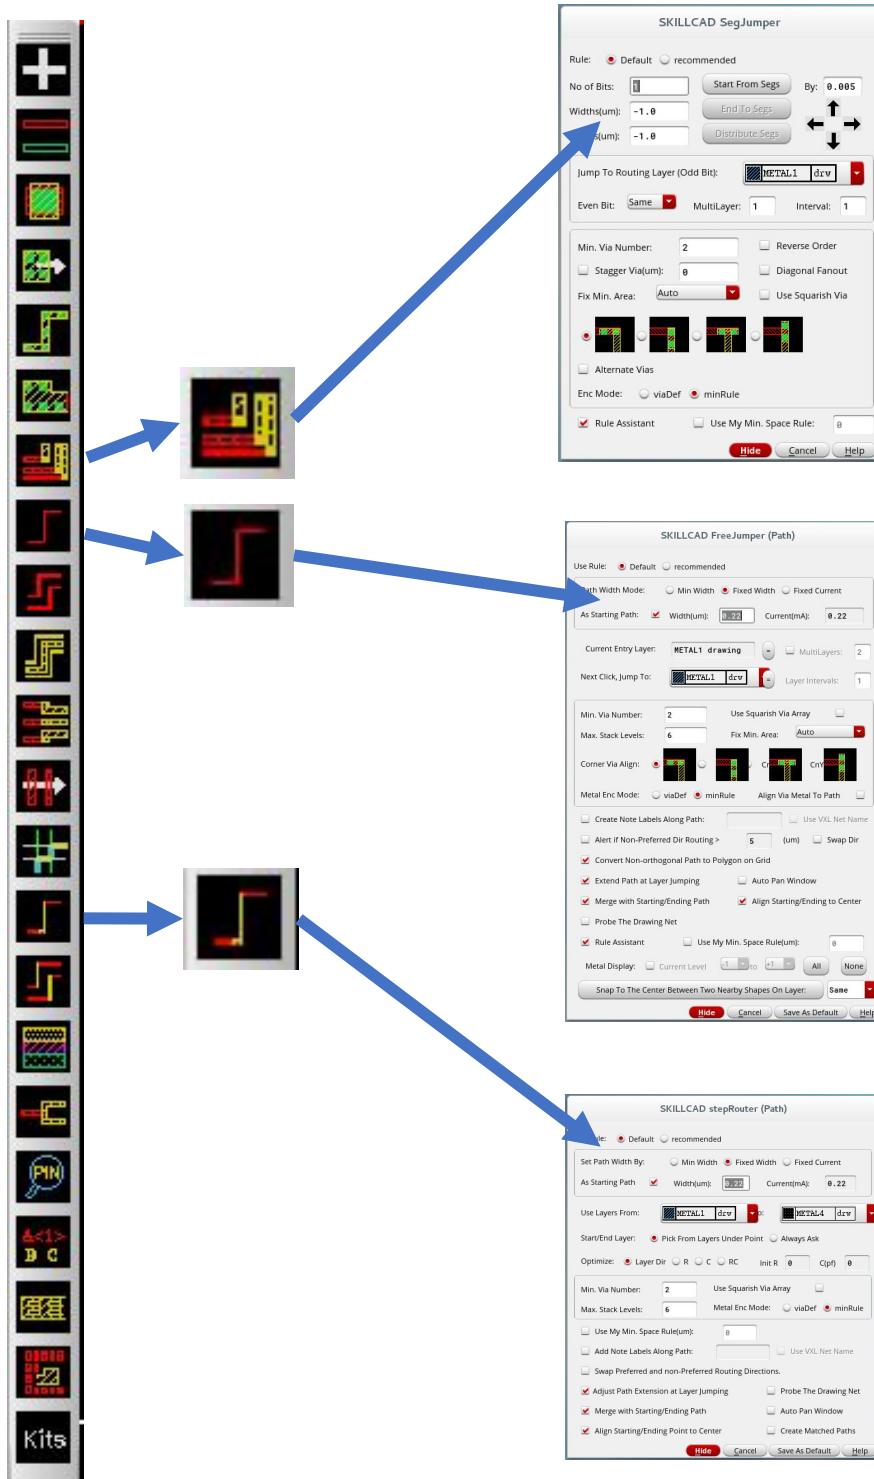 SKILLCAD SegJumper
Rule: Default recommended
No of Bits: 1 Start From Segs By: 0.005
Widths(um): -1.0 End To Segs
(um): -1.0 Distribute Segs
Jump To Routing Layer (Odd Bit): METAL1 drw
Even Bit: Same MultiLayer: 1 Interval: 1
Min. Via Number: 2 Reverse Order
Stagger Via(um): 0 Diagonal Fanout
Fix Min. Area: Auto Use Squarish Via
Alternate Vias
Enc Mode: viaDef minRule
Rule Assistant Use My Min. Space Rule: 0
Hide Cancel Help
SKILLCAD FreeJumper (Path)
Use Rule: Default recommended
Path Width Mode: Min Width Fixed Width Fixed Current
As Starting Path: Width(um): 0.22 Current(mA): 0.22
Current Entry Layer: METAL1 drawing = MultiLayers: 2
Next Click, Jump To: METAL1 drw = Layer Intervals: 1
Min. Via Number: 2 Use Squarish Via Array
Max. Stack Levels: 6 Fix Min. Area: Auto
Corner Via Align: Cr CnY
Metal Enc Mode: viaDef minRule Align Via Metal To Path
Create Note Labels Along Path: Use VXL Net Name
Alert if Non-Preferred Dir Routing > 5 (um) Swap Dir
Convert Non-orthogonal Path to Polygon on Grid
Extend Path at Layer Jumping Auto Pan Window
Merge with Starting/Ending Path Align Starting/Ending to Center
Probe The Drawing Net
Rule Assistant Use My Min. Space Rule(um): 0
Metal Display: Current Level -1 to +1 All None
Snap To The Center Between Two Nearby Shapes On Layer: Same
Hide Cancel Save As Default Help
SKILLCAD stepRouter (Path)
Default recommended
Set Path Width By: Min Width Fixed Width Fixed Current
As Starting Path Width(um): 0.22 Current(mA): 0.22
Use Layers From: METAL1 drw METAL4 drw
Start/End Layer: Pick From Layers Under Point Always Ask
Optimize: Layer Dir R C RC Init R 0 C(pf) 0
Min. Via Number: 2 Use Squarish Via Array
Max. Stack Levels: 6 Metal Enc Mode: viaDef minRule
Use My Min. Space Rule(um): 0
Add Note Labels Along Path: Use VXL Net Name
Swap Preferred and non-Preferred Routing Directions.
Adjust Path Extension at Layer Jumping Probe The Drawing Net
Merge with Starting/Ending Path Auto Pan Window
Align Starting/Ending Point to Center Create Matched Paths
Hide Cancel Save As Default Help
PIN
A<1>
B C
Kits